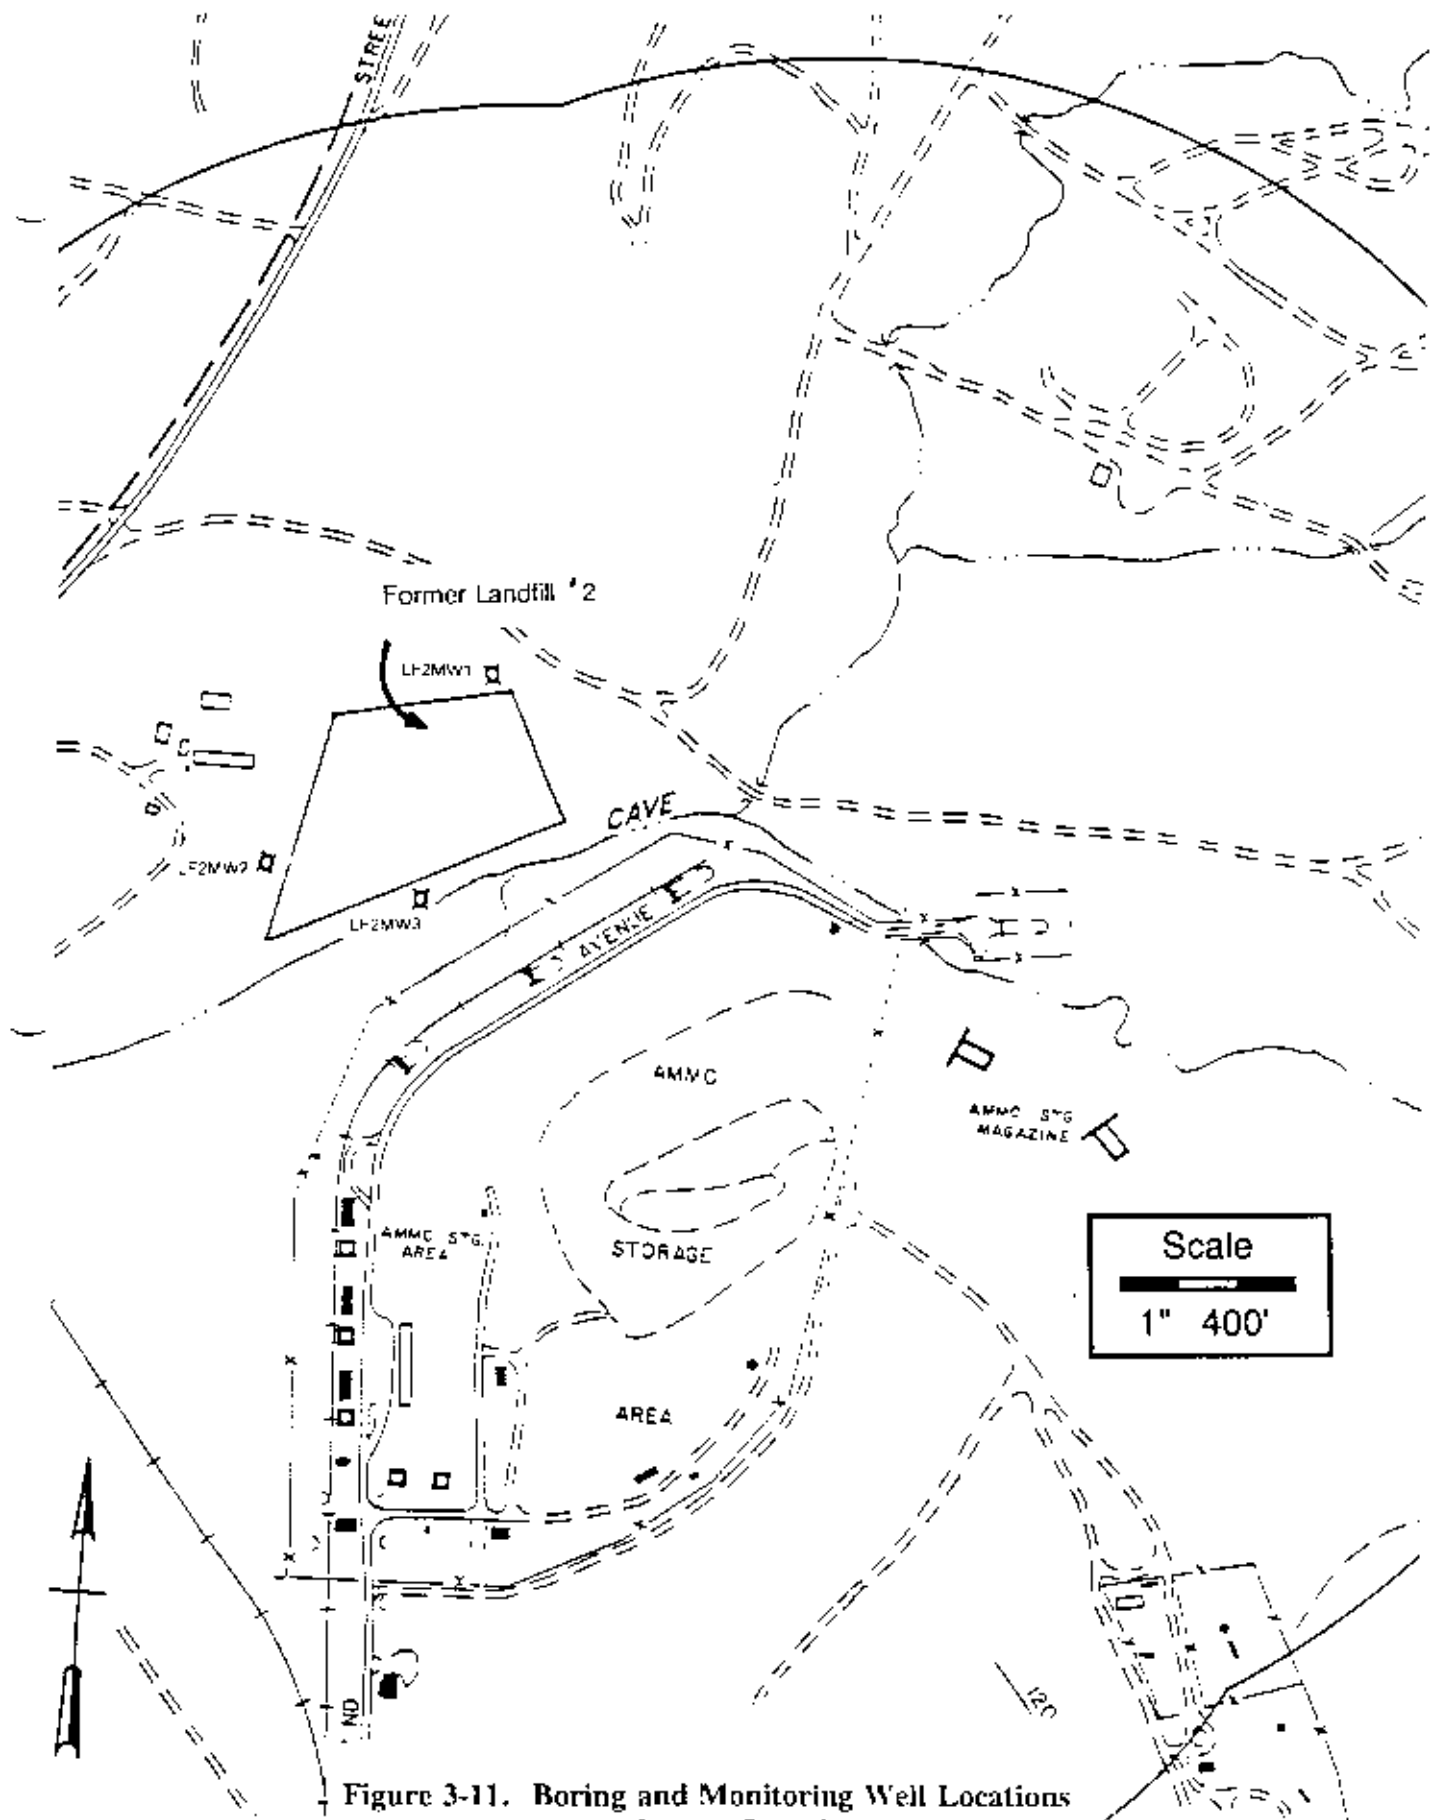 STREE
Former Landfill #2
LF2MW1
CAVE
LF2MW2
LF2MW3
AVENUE
AMMO
AMMO STG
MAGAZINE
AMMO STG.
AREA
STORAGE
Scale
1" 400'
AREA
120
ND
Figure 3-11. Boring and Monitoring Well Locations